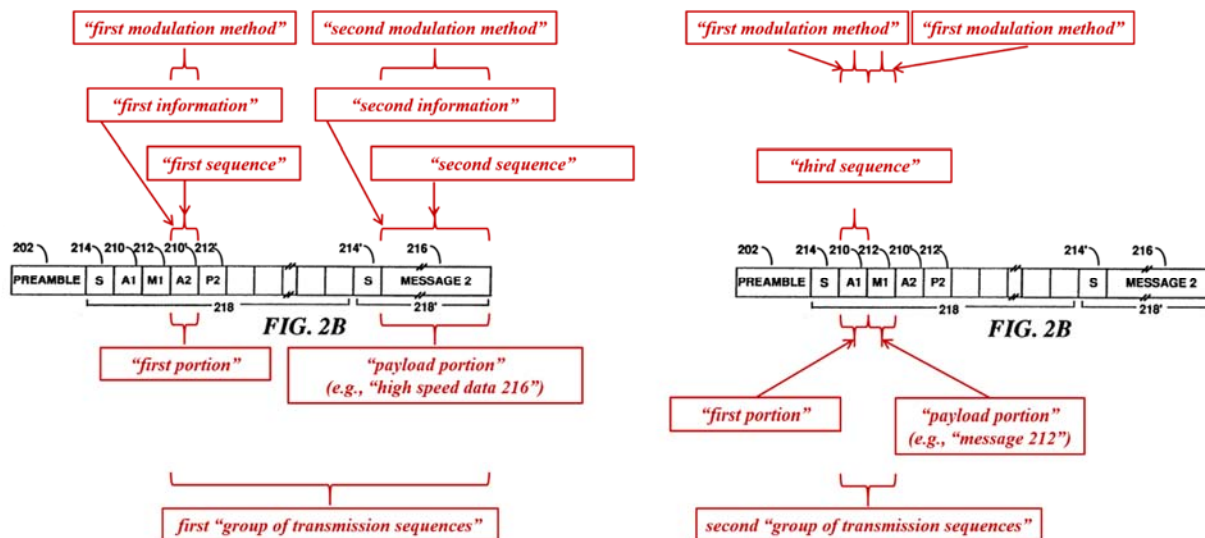 “first modulation method”
“second modulation method”
“first information”
“second information”
“first sequence”
“second sequence”
202
214
210
212
210'
212'
214'
216
PREAMBLE
S
A1
M1
A2
P2
S
MESSAGE 2
218
218'
FIG. 2B
“first portion”
“payload portion”
(e.g., “high speed data 216”)
first “group of transmission sequences”
“first modulation method”
“first modulation method”
“third sequence”
202
214
210
212
210'
212'
214'
216
PREAMBLE
S
A1
M1
A2
P2
S
MESSAGE 2
218
218'
FIG. 2B
“first portion”
“payload portion”
(e.g., “message 212”)
second “group of transmission sequences”